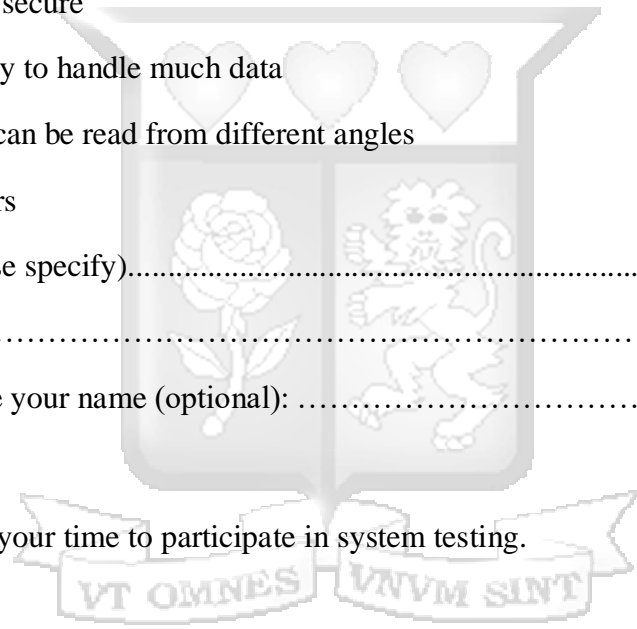 secure
y to handle much data
can be read from different angles
rs
se specify)..........................................................................................
…………………………………………………………
e your name (optional): ……………………………
your time to participate in system testing.
VT OMNES VNVM SINT